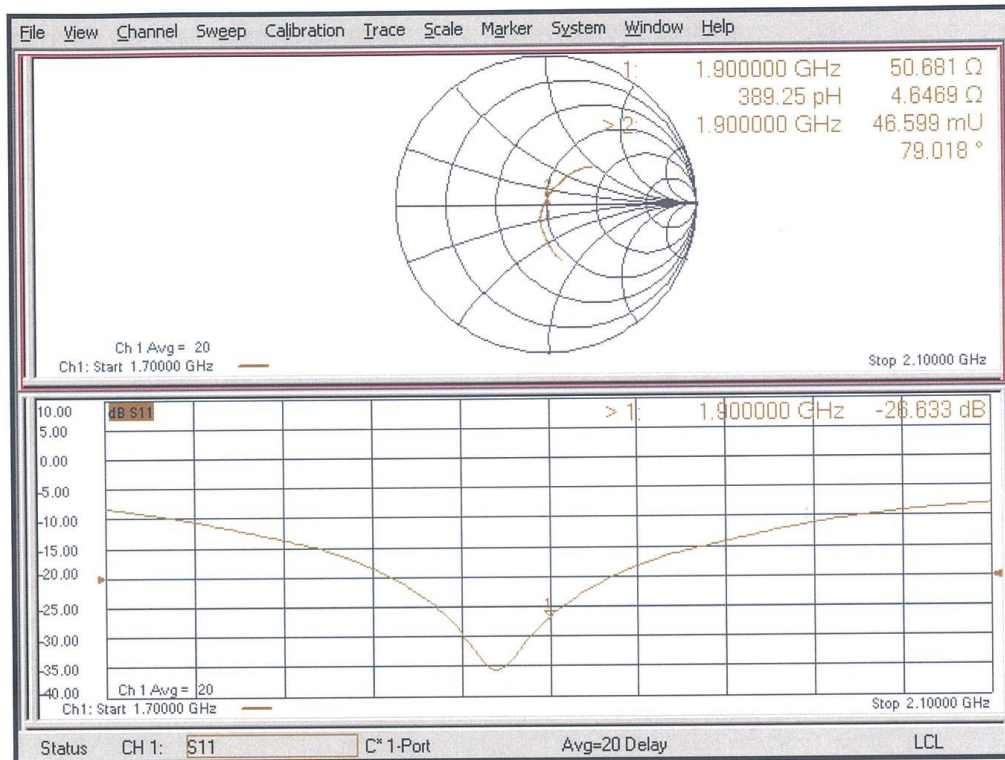 File View Channel Sweep Calibration Trace Scale Marker System Window Help
1: 1.900000 GHz 50.681 Ω
389.25 pH 4.6469 Ω
> 2: 1.900000 GHz 46.599 mU
79.018 °
1
Ch 1 Avg = 20
Ch1: Start 1.70000 GHz
Stop 2.10000 GHz
dB S11
> 1: 1.900000 GHz -26.633 dB
10.00
5.00
0.00
-5.00
-10.00
-15.00
-20.00
-25.00
-30.00
-35.00
-40.00
1
Ch 1 Avg = 20
Ch1: Start 1.70000 GHz
Stop 2.10000 GHz
Status CH 1: S11 C* 1-Port Avg=20 Delay LCL